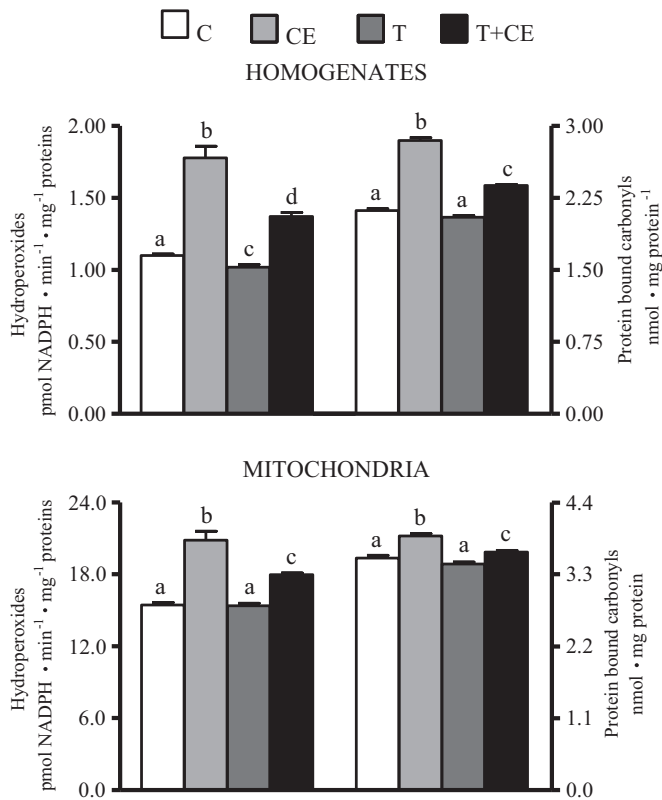 C CE T T+CE
HOMOGENATES
Hydroperoxides
pmol NADPH • min⁻¹ • mg⁻¹ proteins
2.00
1.50
1.00
0.50
0.00
a b c d a b a c
3.00
2.25
1.50
0.75
0.00
Protein bound carbonyls
nmol • mg protein⁻¹
MITOCHONDRIA
Hydroperoxides
pmol NADPH • min⁻¹ • mg⁻¹ proteins
24.0
18.0
12.0
6.0
0.0
a b a c a b a c
4.4
3.3
2.2
1.1
0.0
Protein bound carbonyls
nmol • mg protein